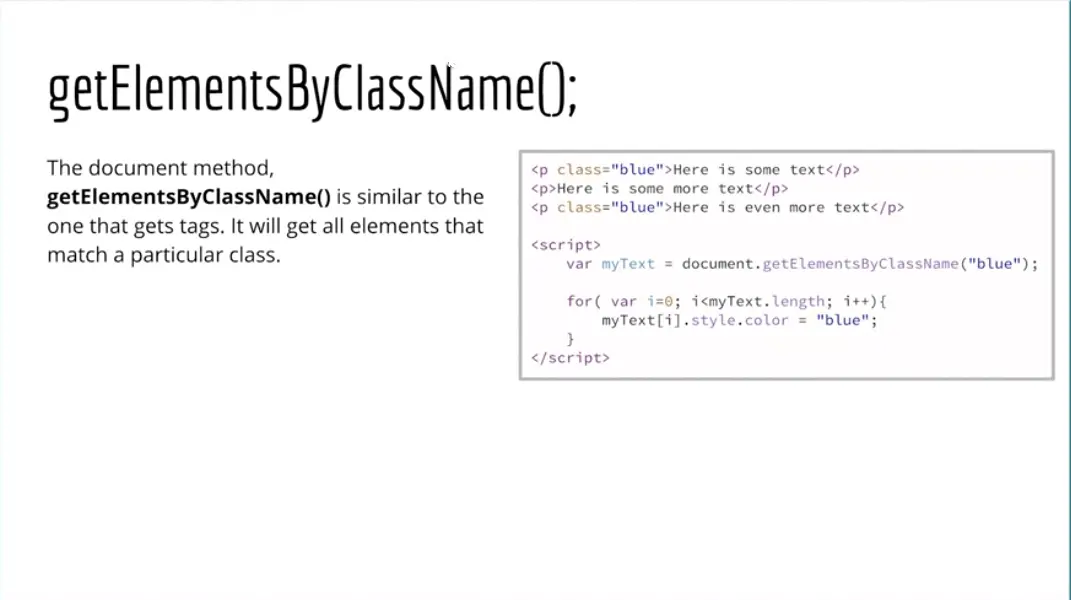 getElementsByClassName();
The document method,
getElementsByClassName() is similar to the
one that gets tags. It will get all elements that
match a particular class.
<p class="blue">Here is some text</p>
<p>Here is some more text</p>
<p class="blue">Here is even more text</p>
<script>
    var myText = document.getElementsByClassName("blue");
    for( var i=0; i<myText.length; i++){
        myText[i].style.color = "blue";
    }
</script>